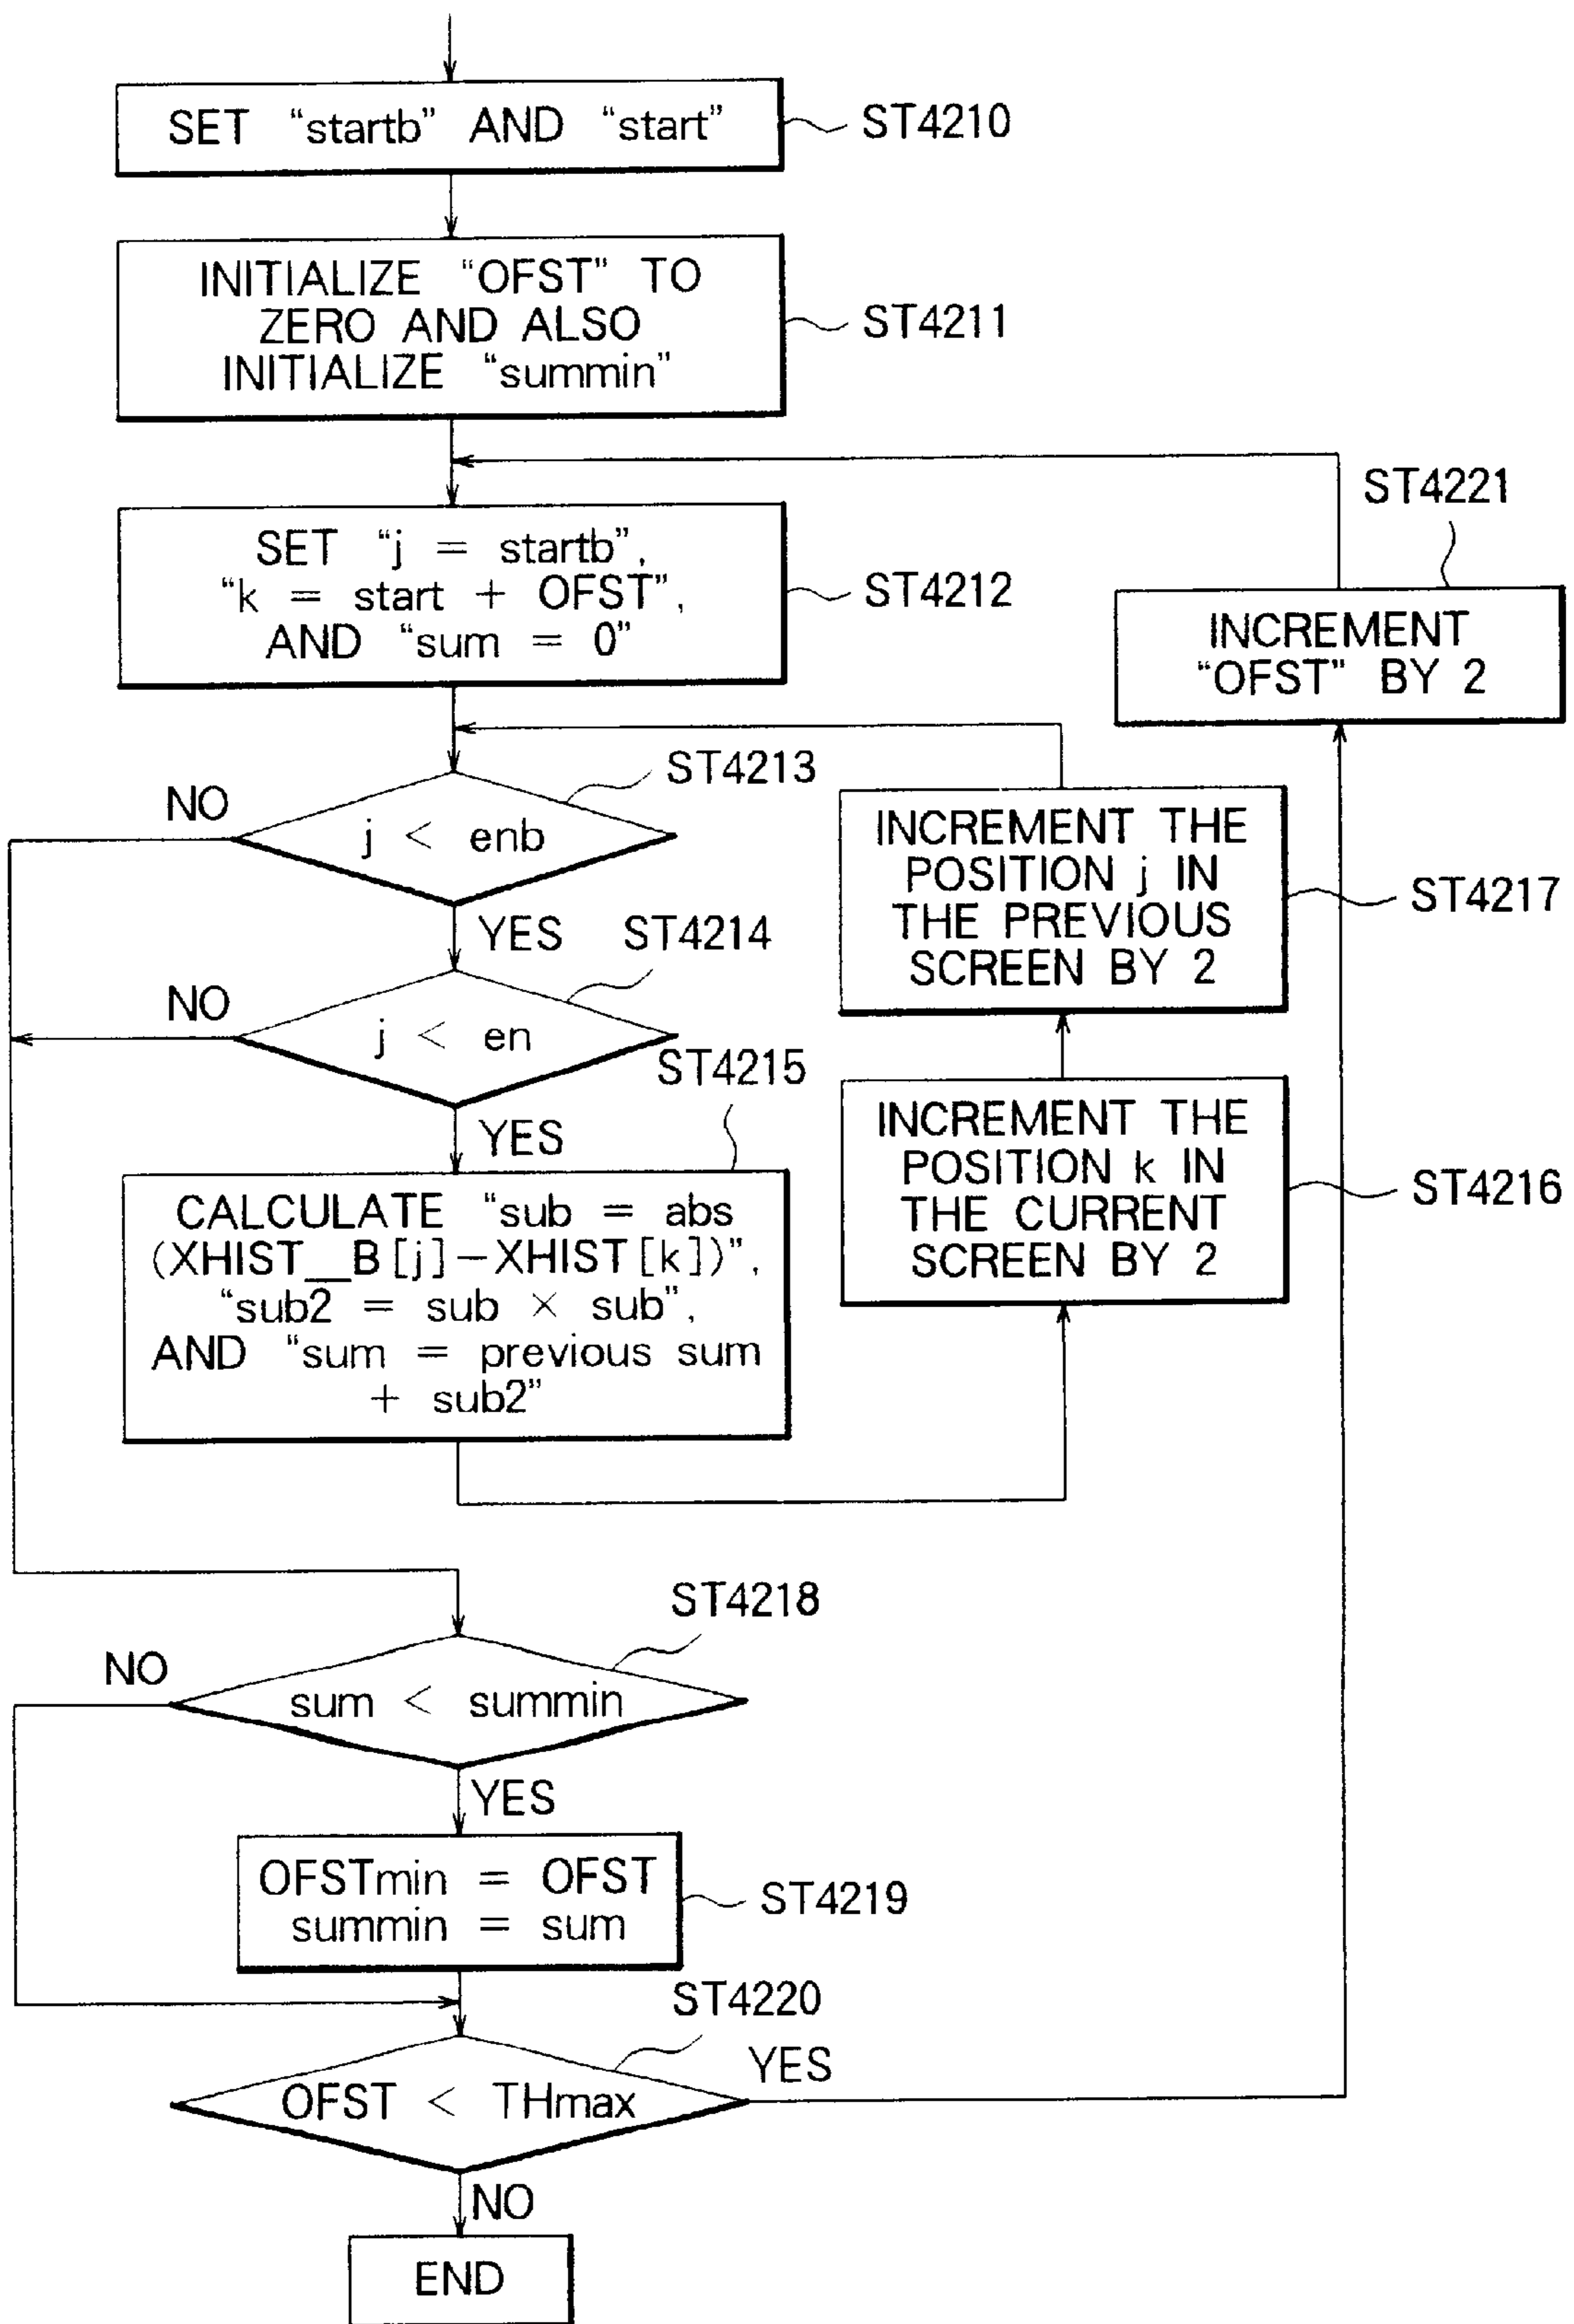 SET “startb” AND “start”
ST4210
INITIALIZE “OFST” TO
ZERO AND ALSO
INITIALIZE “summin”
ST4211
SET “j = startb”,
“k = start + OFST”,
AND “sum = 0”
ST4212
ST4221
INCREMENT
“OFST” BY 2
ST4213
NO
j < enb
YES
ST4214
NO
j < en
YES
ST4215
CALCULATE “sub = abs
(XHIST__B[j]−XHIST[k])”,
“sub2 = sub × sub”,
AND “sum = previous sum
+ sub2”
INCREMENT THE
POSITION j IN
THE PREVIOUS
SCREEN BY 2
ST4217
INCREMENT THE
POSITION k IN
THE CURRENT
SCREEN BY 2
ST4216
ST4218
NO
sum < summin
YES
OFSTmin = OFST
summin = sum
ST4219
ST4220
YES
OFST < THmax
NO
END